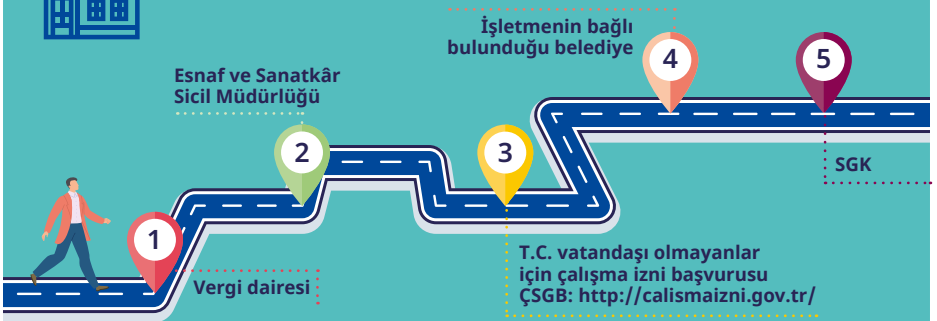 1
Vergi dairesi
2
Esnaf ve Sanatkâr
Sicil Müdürlüğü
3
T.C. vatandaşı olmayanlar
için çalışma izni başvurusu
ÇSGB: http://calismaizni.gov.tr/
4
İşletmenin bağlı
bulunduğu belediye
5
SGK